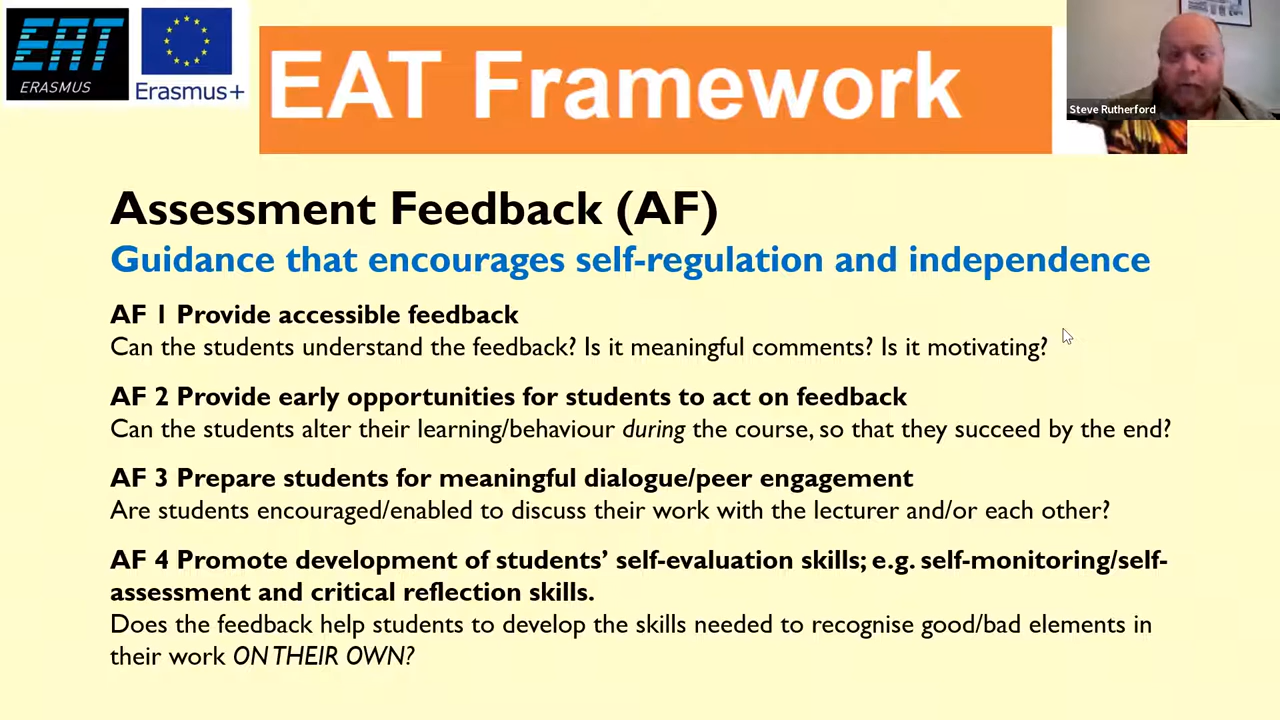 EAT
ERASMUS
Erasmus+
EAT Framework
Steve Rutherford
Assessment Feedback (AF)
Guidance that encourages self-regulation and independence
AF 1 Provide accessible feedback
Can the students understand the feedback? Is it meaningful comments? Is it motivating?
AF 2 Provide early opportunities for students to act on feedback
Can the students alter their learning/behaviour during the course, so that they succeed by the end?
AF 3 Prepare students for meaningful dialogue/peer engagement
Are students encouraged/enabled to discuss their work with the lecturer and/or each other?
AF 4 Promote development of students’ self-evaluation skills; e.g. self-monitoring/self-
assessment and critical reflection skills.
Does the feedback help students to develop the skills needed to recognise good/bad elements in
their work ON THEIR OWN?